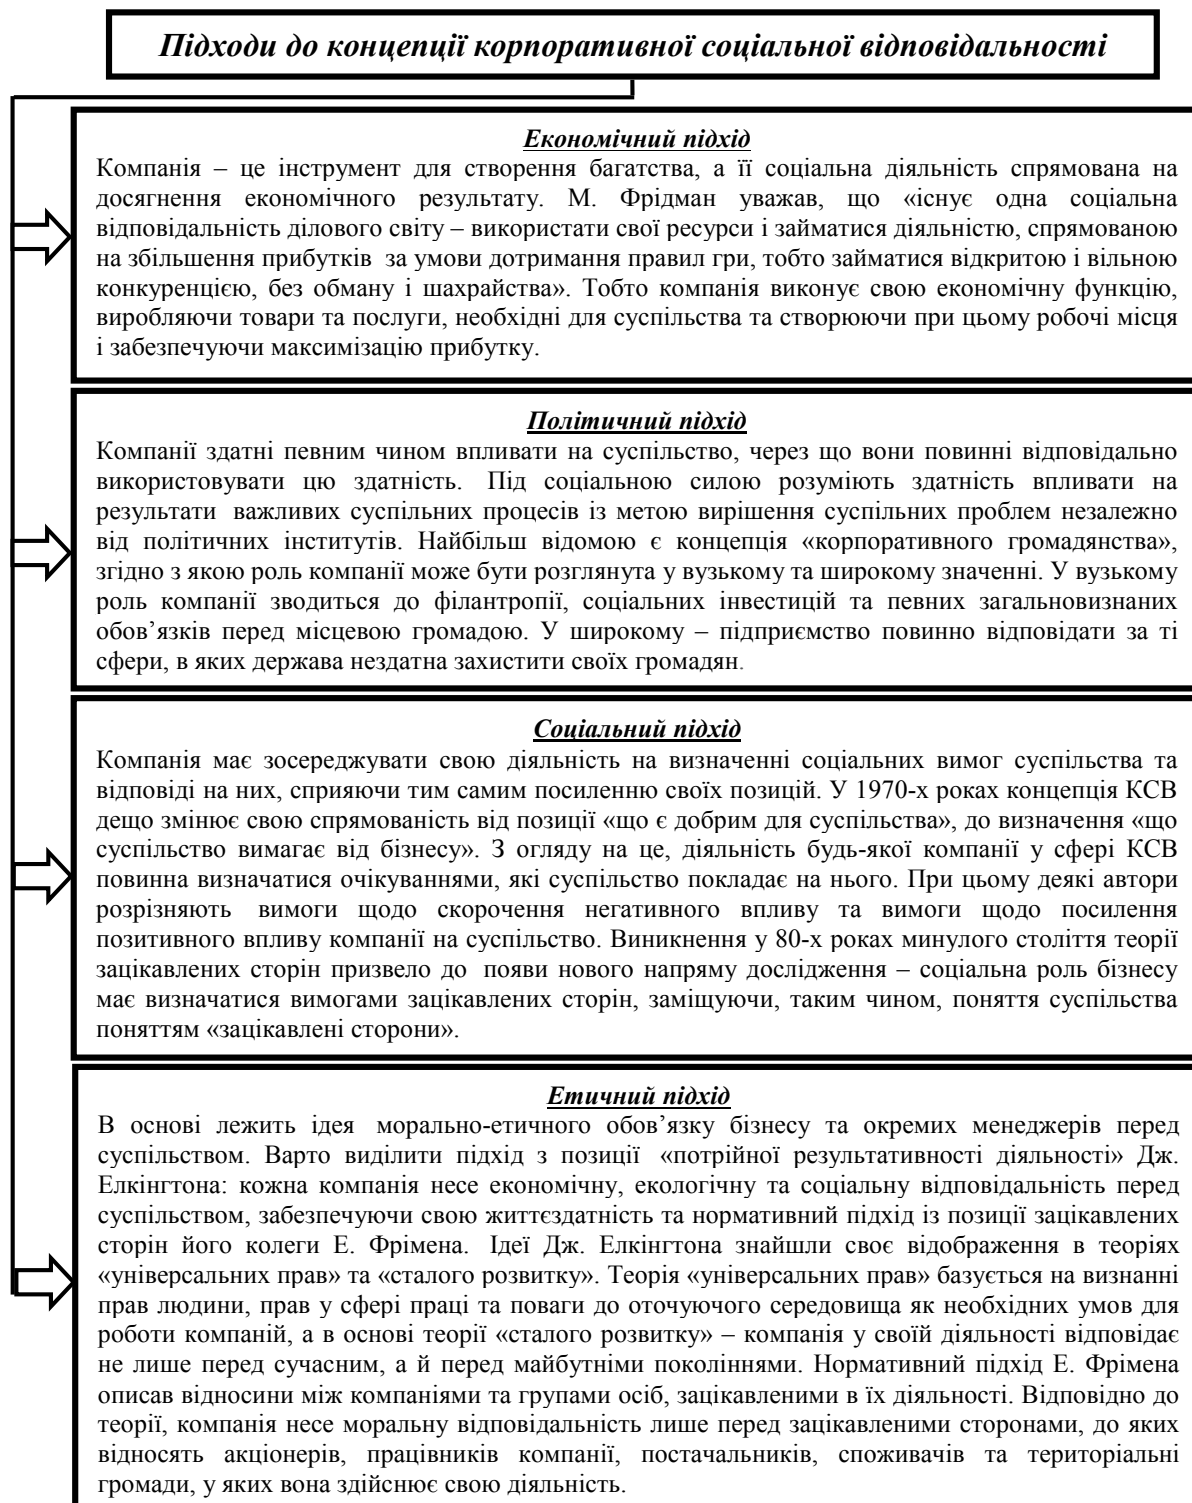 Підходи до концепції корпоративної соціальної відповідальності
Економічний підхід
Компанія – це інструмент для створення багатства, а її соціальна діяльність спрямована на
досягнення економічного результату. М. Фрідман уважав, що «існує одна соціальна
відповідальність ділового світу – використати свої ресурси і займатися діяльністю, спрямованою
на збільшення прибутків за умови дотримання правил гри, тобто займатися відкритою і вільною
конкуренцією, без обману і шахрайства». Тобто компанія виконує свою економічну функцію,
виробляючи товари та послуги, необхідні для суспільства та створюючи при цьому робочі місця
і забезпечуючи максимізацію прибутку.
Політичний підхід
Компанії здатні певним чином впливати на суспільство, через що вони повинні відповідально
використовувати цю здатність. Під соціальною силою розуміють здатність впливати на
результати важливих суспільних процесів із метою вирішення суспільних проблем незалежно
від політичних інститутів. Найбільш відомою є концепція «корпоративного громадянства»,
згідно з якою роль компанії може бути розглянута у вузькому та широкому значенні. У вузькому
роль компанії зводиться до філантропії, соціальних інвестицій та певних загальновизнаних
обов’язків перед місцевою громадою. У широкому – підприємство повинно відповідати за ті
сфери, в яких держава нездатна захистити своїх громадян.
Соціальний підхід
Компанія має зосереджувати свою діяльність на визначенні соціальних вимог суспільства та
відповіді на них, сприяючи тим самим посиленню своїх позицій. У 1970-х роках концепція КСВ
дещо змінює свою спрямованість від позиції «що є добрим для суспільства», до визначення «що
суспільство вимагає від бізнесу». З огляду на це, діяльність будь-якої компанії у сфері КСВ
повинна визначатися очікуваннями, які суспільство покладає на нього. При цьому деякі автори
розрізняють вимоги щодо скорочення негативного впливу та вимоги щодо посилення
позитивного впливу компанії на суспільство. Виникнення у 80-х роках минулого століття теорії
зацікавлених сторін призвело до появи нового напряму дослідження – соціальна роль бізнесу
має визначатися вимогами зацікавлених сторін, заміщуючи, таким чином, поняття суспільства
поняттям «зацікавлені сторони».
Етичний підхід
В основі лежить ідея морально-етичного обов’язку бізнесу та окремих менеджерів перед
суспільством. Варто виділити підхід з позиції «потрійної результативності діяльності» Дж.
Елкінгтона: кожна компанія несе економічну, екологічну та соціальну відповідальність перед
суспільством, забезпечуючи свою життєздатність та нормативний підхід із позиції зацікавлених
сторін його колеги Е. Фрімена. Ідеї Дж. Елкінгтона знайшли своє відображення в теоріях
«універсальних прав» та «сталого розвитку». Теорія «універсальних прав» базується на визнанні
прав людини, прав у сфері праці та поваги до оточуючого середовища як необхідних умов для
роботи компаній, а в основі теорії «сталого розвитку» – компанія у своїй діяльності відповідає
не лише перед сучасним, а й перед майбутніми поколіннями. Нормативний підхід Е. Фрімена
описав відносини між компаніями та групами осіб, зацікавленими в їх діяльності. Відповідно до
теорії, компанія несе моральну відповідальність лише перед зацікавленими сторонами, до яких
відносять акціонерів, працівників компанії, постачальників, споживачів та територіальні
громади, у яких вона здійснює свою діяльність.